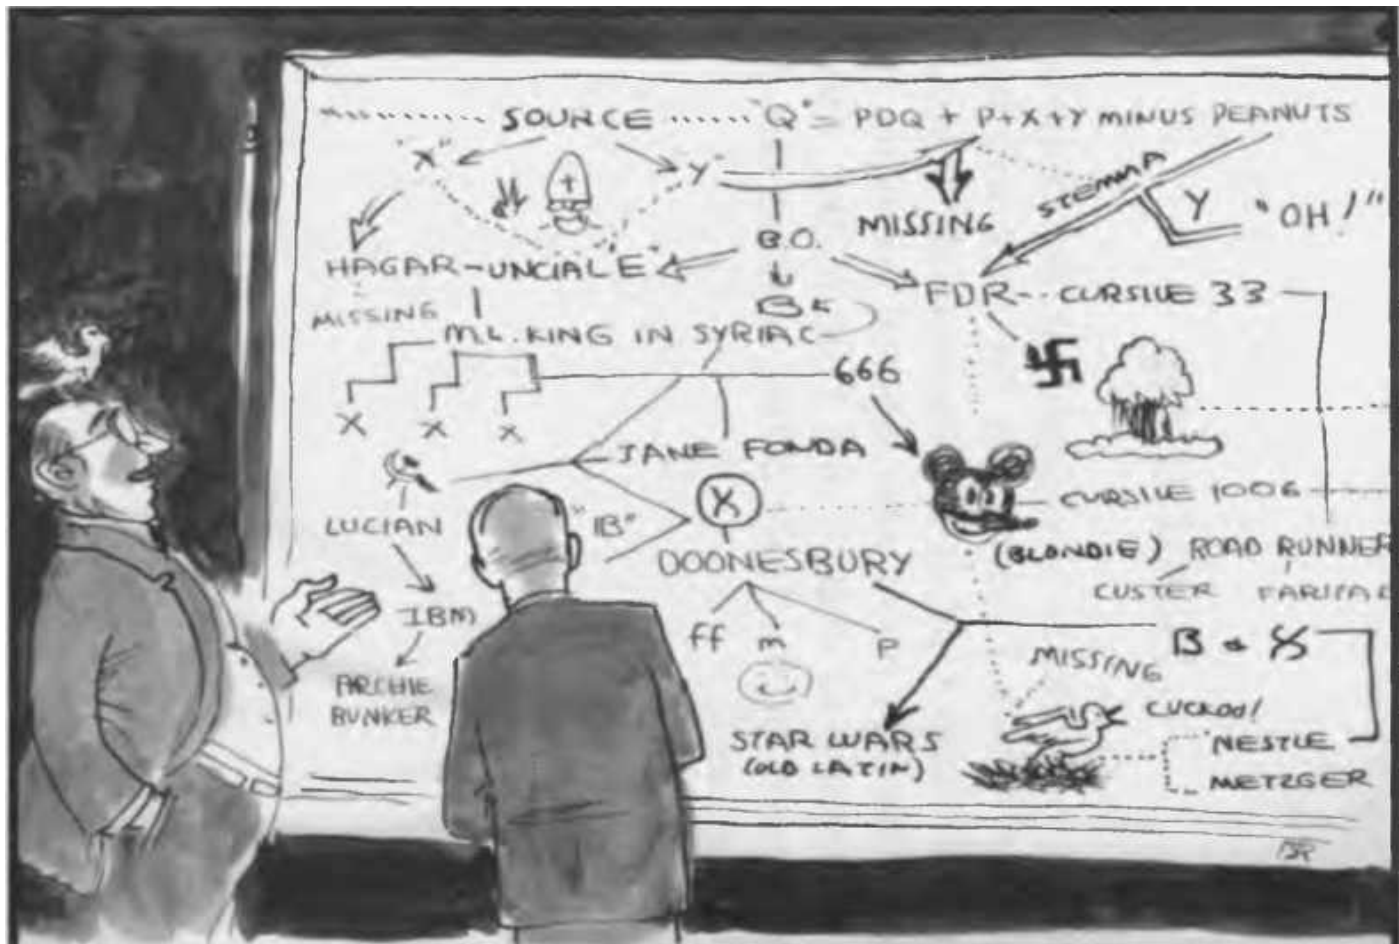 SOURCE ...... "Q" = PDQ + P+X+Y MINUS PEANUTS
"X"
"Y"
STEMMA
Y
"OH!"
MISSING
B.O.
HAGAR-UNCIAL "E"
FDR--CURSIVE 33
MISSING
M.L. KING IN SYRIAC
666
X X X
JANE FONDA
X
CURSIVE 1006
LUCIAN
"IB"
(BLONDIE) ROAD RUNNER
DOONESBURY
CUSTER
IBM
ff m P
B &
MISSING
ARCHIE
BUNKER
CUCKOO!
STAR WARS
(OLD LATIN)
NESTLE
METZGER